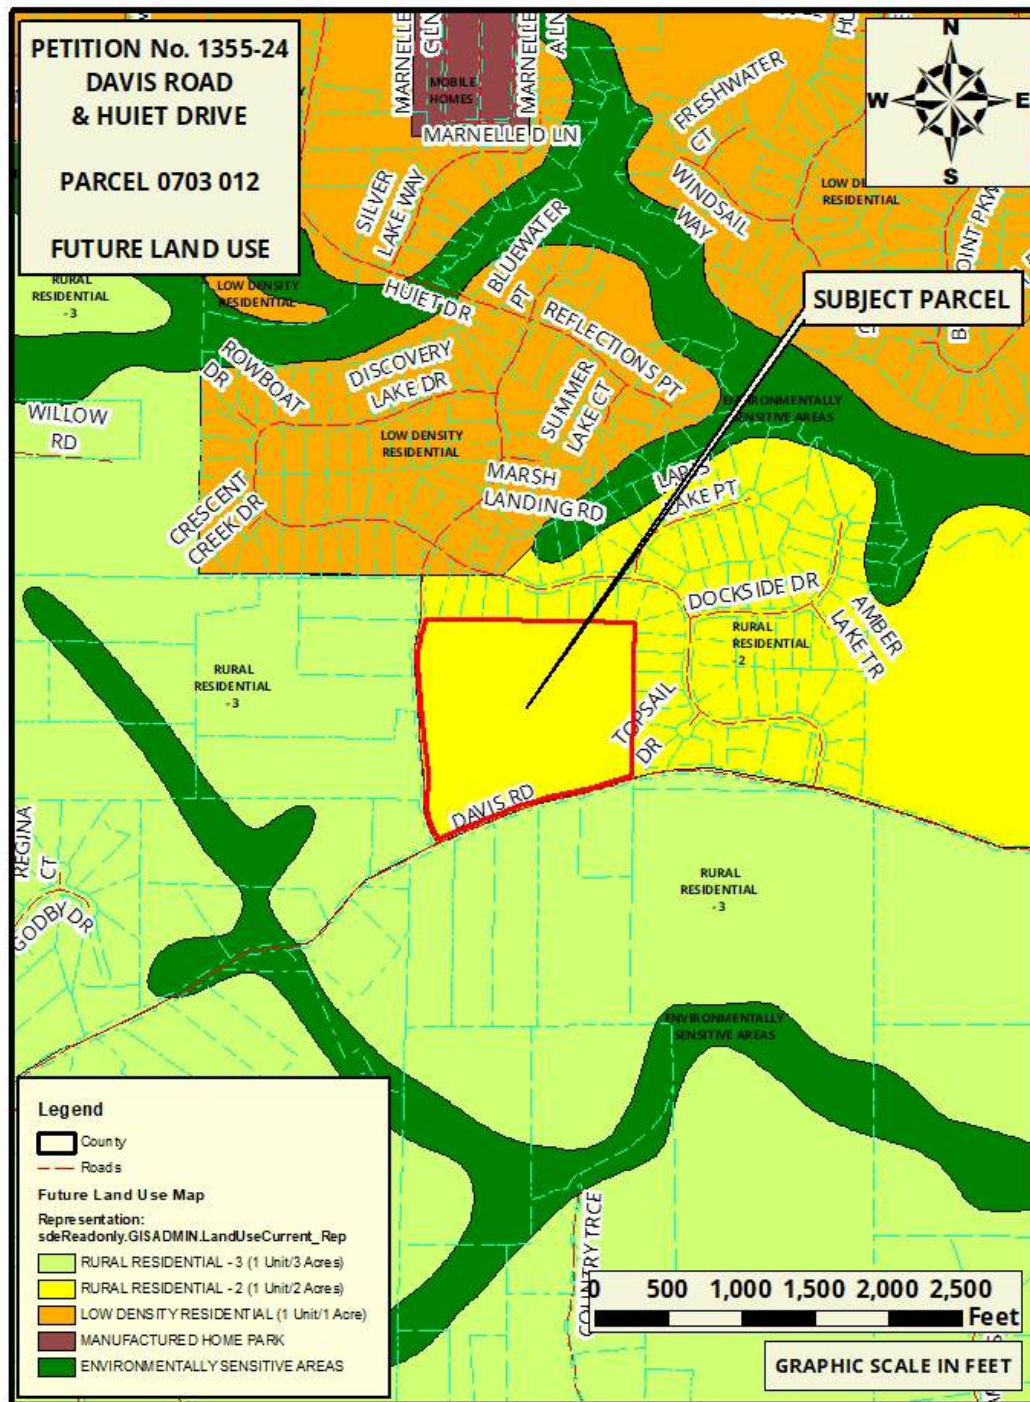 PETITION No. 1355-24
DAVIS ROAD
& HUIET DRIVE
PARCEL 0703 012
FUTURE LAND USE
N
W
E
S
MARNELLE
C LN
MARNELLE
A LN
MOBILE
HOMES
MARNELLE D LN
FRESHWATER
CT
WINDSAIL
WAY
SILVER
LAKE WAY
BLUEWATER
PT
RURAL
RESIDENTIAL
- 3
LOW DENSITY
RESIDENTIAL
HUIET DR
REFLECTIONS PT
SUBJECT PARCEL
ROWBOAT
DR
DISCOVERY
LAKE DR
SUMMER
LAKE CT
ENVIRONMENTALLY
SENSITIVE AREAS
WILLOW
RD
LOW DENSITY
RESIDENTIAL
MARSH
LANDING RD
LAKE PT
CRESCENT
CREEK DR
DOCKSIDE DR
AMBER
LAKE TR
RURAL
RESIDENTIAL
- 2
RURAL
RESIDENTIAL
- 3
TOPSAIL
DR
DAVIS RD
REGINA
CT
GODBY DR
RURAL
RESIDENTIAL
- 3
ENVIRONMENTALLY
SENSITIVE AREAS
COUNTRY TRCE
Legend
County
Roads
Future Land Use Map
Representation:
sdeReadonly.GISADMIN.LandUseCurrent_Rep
RURAL RESIDENTIAL - 3 (1 Unit/3 Acres)
RURAL RESIDENTIAL - 2 (1 Unit/2 Acres)
LOW DENSITY RESIDENTIAL (1 Unit/1 Acre)
MANUFACTURED HOME PARK
ENVIRONMENTALLY SENSITIVE AREAS
0 500 1,000 1,500 2,000 2,500
Feet
GRAPHIC SCALE IN FEET